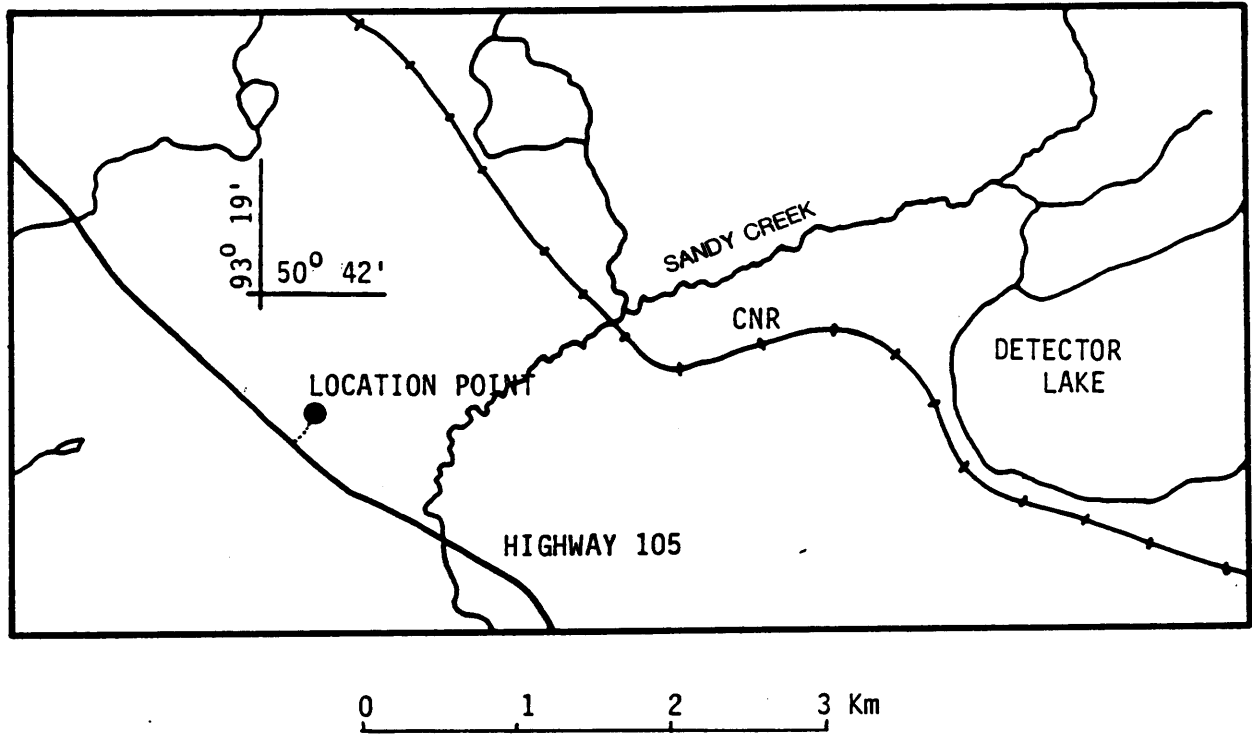 93° 19'
50° 42'
SANDY CREEK
CNR
DETECTOR
LAKE
LOCATION POINT
HIGHWAY 105
0 1 2 3 Km